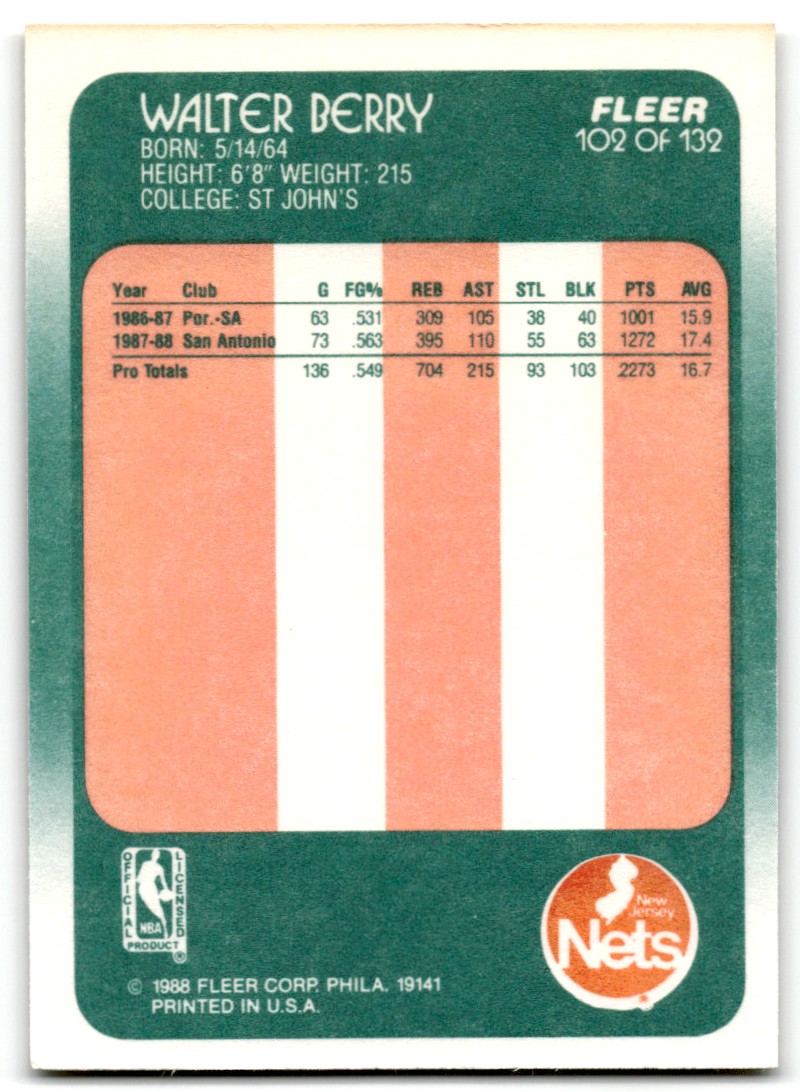 WALTER BERRY
BORN: 5/14/64
HEIGHT: 6'8" WEIGHT: 215
COLLEGE: ST JOHN'S
FLEER
102 OF 132
Year Club G FG% REB AST STL BLK PTS AVG
1986-87 Por.-SA 63 .531 309 105 38 40 1001 15.9
1987-88 San Antonio 73 .563 395 110 55 63 1272 17.4
Pro Totals 136 .549 704 215 93 103 2273 16.7
OFFICIAL
LICENSED
NBA
PRODUCT
®
New
Jersey
Nets
© 1988 FLEER CORP. PHILA. 19141
PRINTED IN U.S.A.